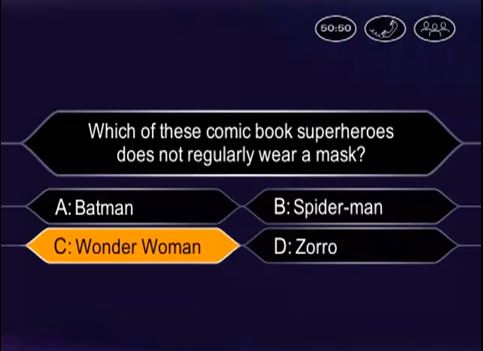 50:50
Which of these comic book superheroes
does not regularly wear a mask?
A: Batman
B: Spider-man
C: Wonder Woman
D: Zorro